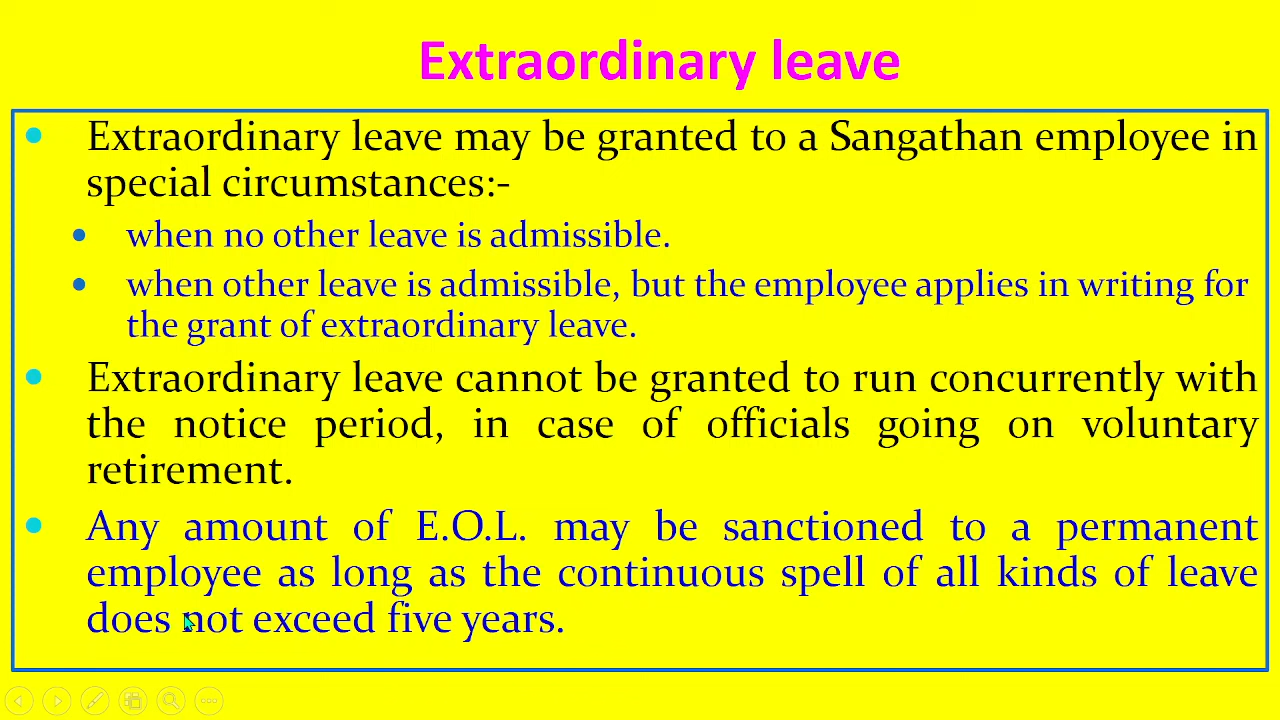 Extraordinary leave
Extraordinary leave may be granted to a Sangathan employee in
special circumstances:-
when no other leave is admissible.
when other leave is admissible, but the employee applies in writing for
the grant of extraordinary leave.
Extraordinary leave cannot be granted to run concurrently with
the notice period, in case of officials going on voluntary
retirement.
Any amount of E.O.L. may be sanctioned to a permanent
employee as long as the continuous spell of all kinds of leave
does not exceed five years.